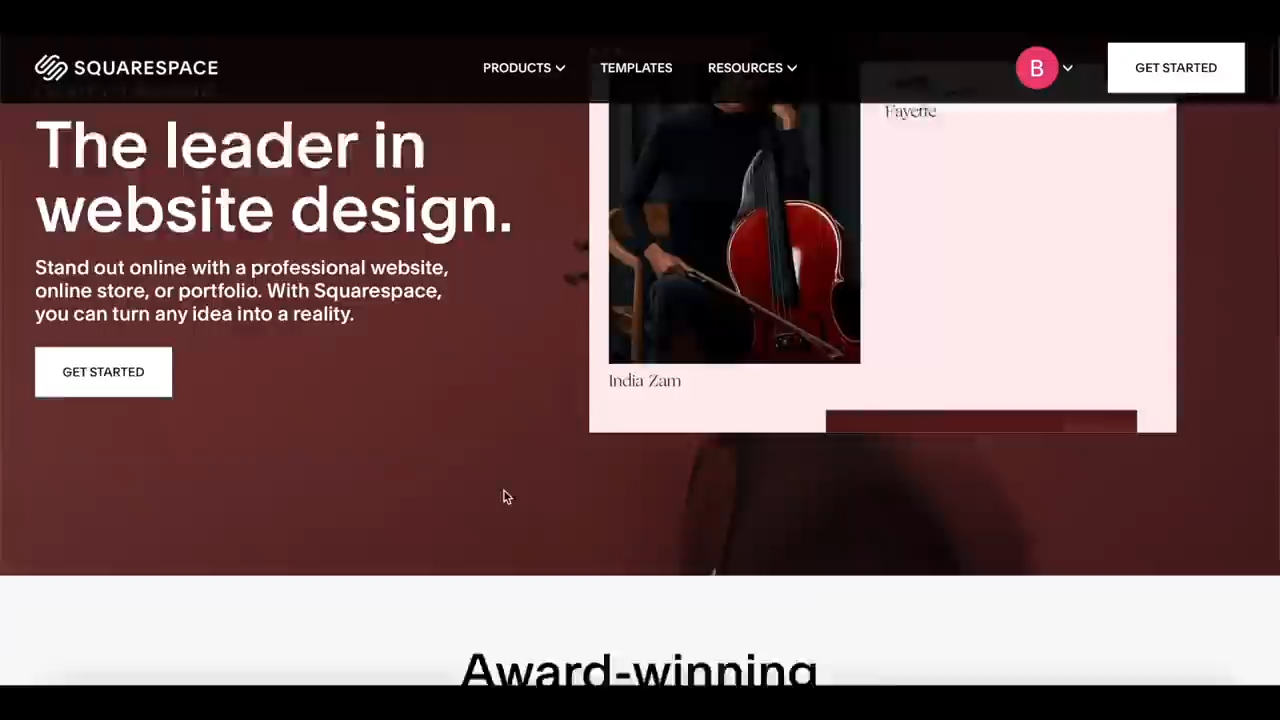 SQUARESPACE
PRODUCTS
TEMPLATES
RESOURCES
B
GET STARTED
The leader in
website design.
Stand out online with a professional website,
online store, or portfolio. With Squarespace,
you can turn any idea into a reality.
GET STARTED
Fayette
India Zam
Award-winning